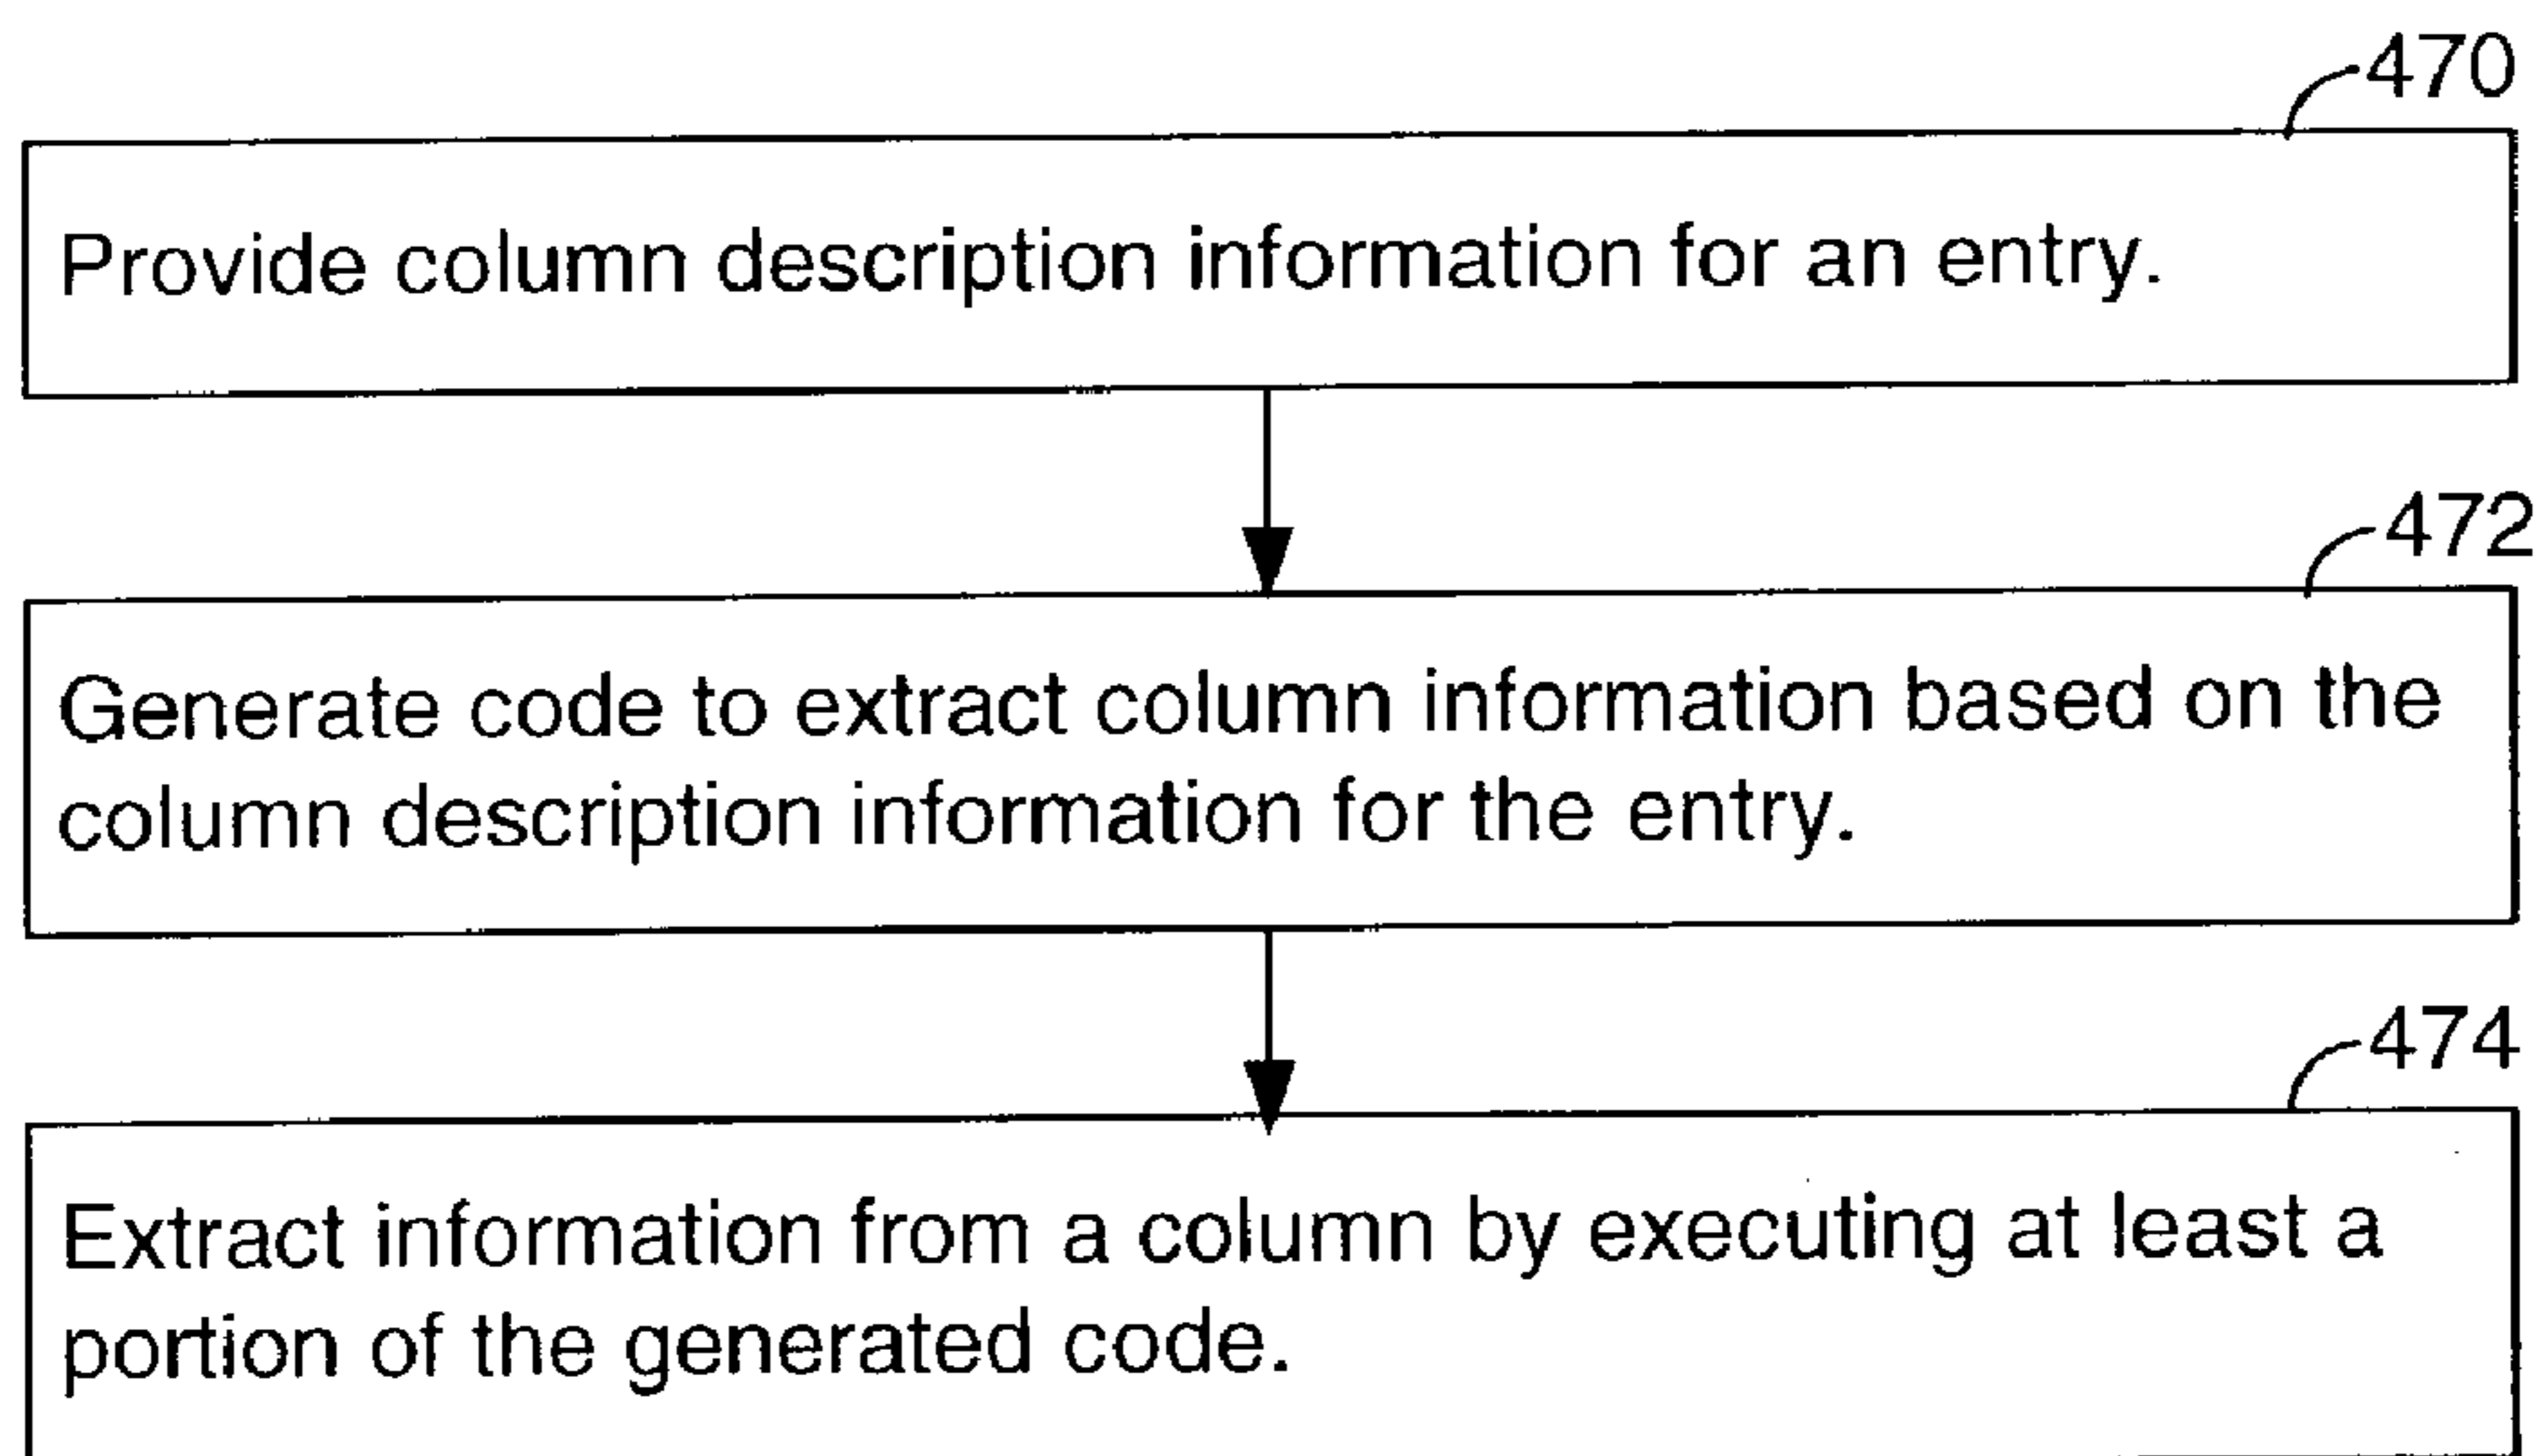 470
Provide column description information for an entry.
472
Generate code to extract column information based on the
column description information for the entry.
474
Extract information from a column by executing at least a
portion of the generated code.